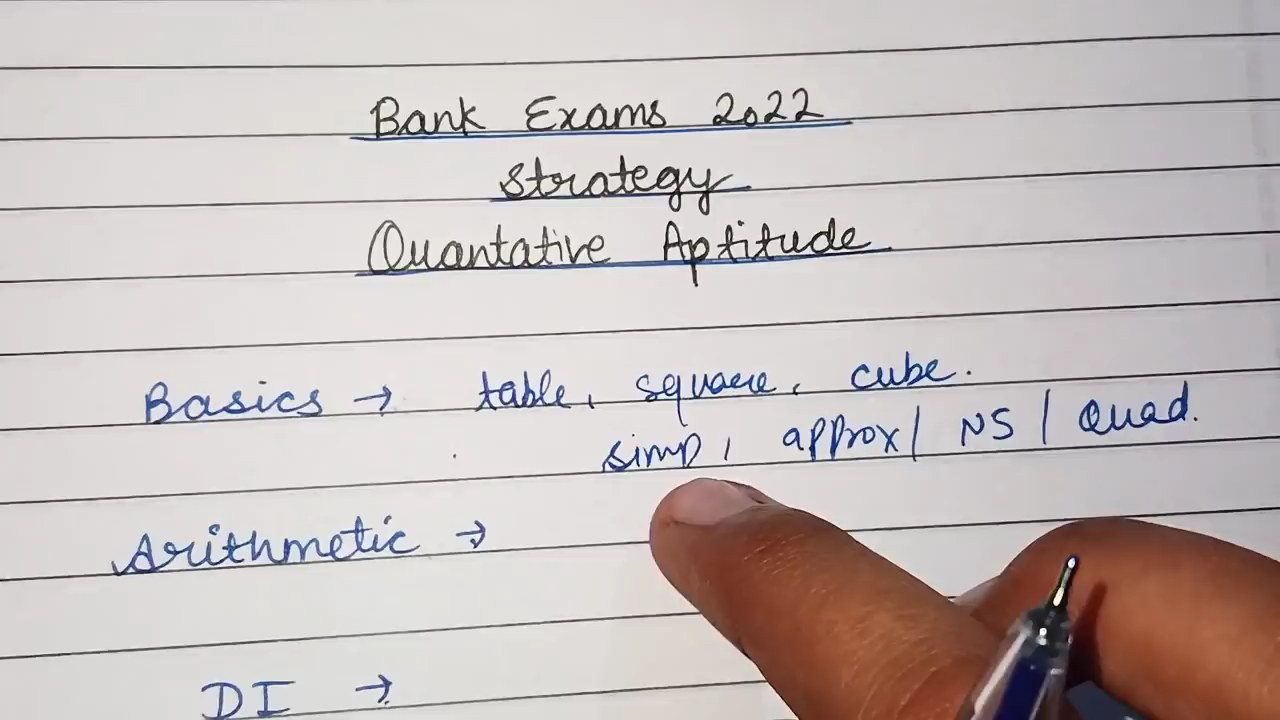 Bank Exams 2022
Strategy
Quantative Aptitude
Basics → table, square, cube.
simp, approx/ NS / Quad.
Arithmetic →
DI →